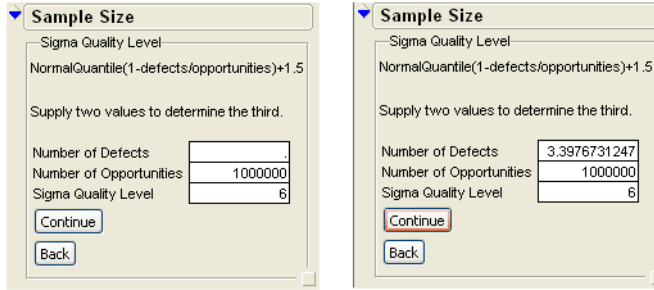 Sample Size
Sigma Quality Level
NormalQuantile(1-defects/opportunities)+1.5
Supply two values to determine the third.
Number of Defects .
Number of Opportunities 1000000
Sigma Quality Level 6
Continue
Back
Sample Size
Sigma Quality Level
NormalQuantile(1-defects/opportunities)+1.5
Supply two values to determine the third.
Number of Defects 3.3976731247
Number of Opportunities 1000000
Sigma Quality Level 6
Continue
Back